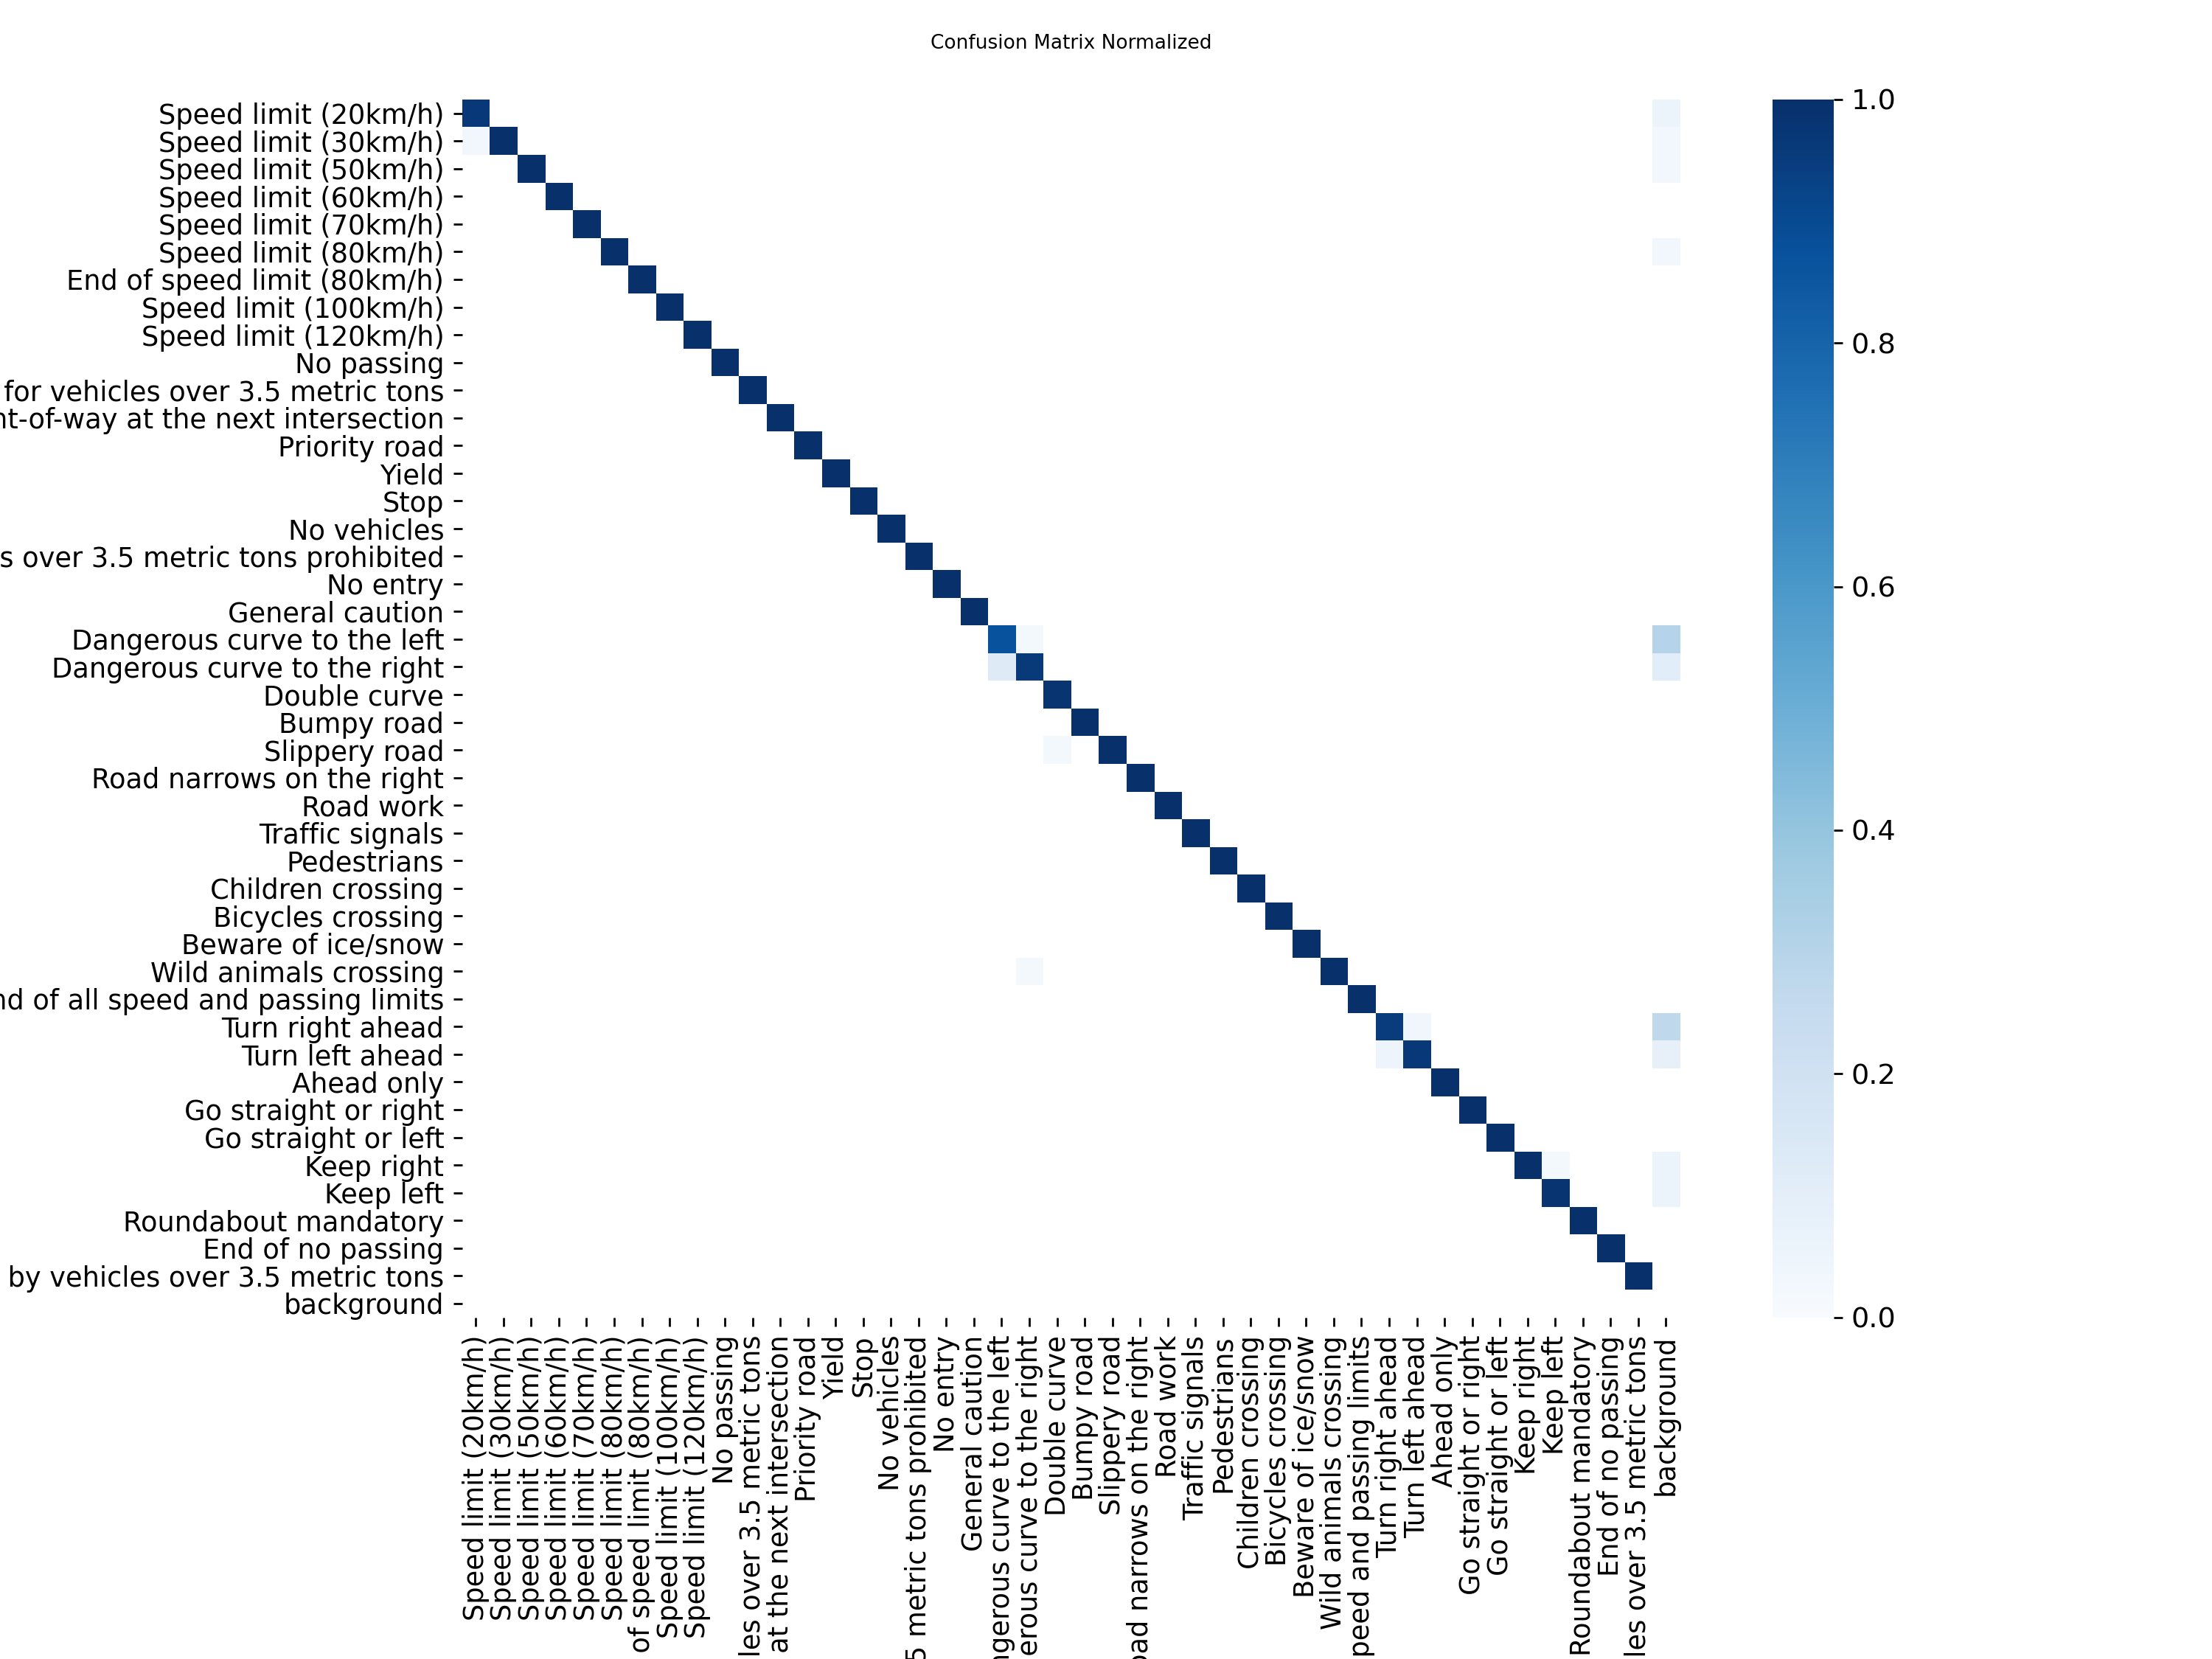 Confusion Matrix Normalized
Speed limit (20km/h)
Speed limit (30km/h)
Speed limit (50km/h)
Speed limit (60km/h)
Speed limit (70km/h)
Speed limit (80km/h)
End of speed limit (80km/h)
Speed limit (100km/h)
Speed limit (120km/h)
No passing
for vehicles over 3.5 metric tons
nt-of-way at the next intersection
Priority road
Yield
Stop
No vehicles
s over 3.5 metric tons prohibited
No entry
General caution
Dangerous curve to the left
Dangerous curve to the right
Double curve
Bumpy road
Slippery road
Road narrows on the right
Road work
Traffic signals
Pedestrians
Children crossing
Bicycles crossing
Beware of ice/snow
Wild animals crossing
nd of all speed and passing limits
Turn right ahead
Turn left ahead
Ahead only
Go straight or right
Go straight or left
Keep right
Keep left
Roundabout mandatory
End of no passing
by vehicles over 3.5 metric tons
background
Speed limit (20km/h)
Speed limit (30km/h)
Speed limit (50km/h)
Speed limit (60km/h)
Speed limit (70km/h)
Speed limit (80km/h)
of speed limit (80km/h)
Speed limit (100km/h)
Speed limit (120km/h)
No passing
les over 3.5 metric tons
at the next intersection
Priority road
Yield
Stop
No vehicles
5 metric tons prohibited
No entry
General caution
ngerous curve to the left
erous curve to the right
Double curve
Bumpy road
Slippery road
oad narrows on the right
Road work
Traffic signals
Pedestrians
Children crossing
Bicycles crossing
Beware of ice/snow
Wild animals crossing
peed and passing limits
Turn right ahead
Turn left ahead
Ahead only
Go straight or right
Go straight or left
Keep right
Keep left
Roundabout mandatory
End of no passing
les over 3.5 metric tons
background
1.0
0.8
0.6
0.4
0.2
0.0